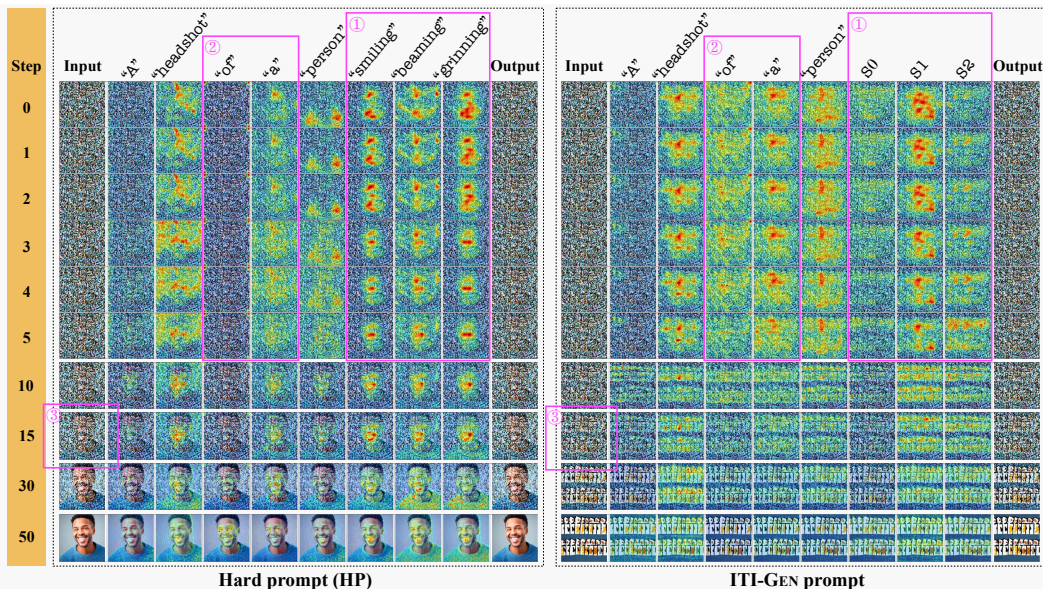 Step
Input “A” “headshot” “of” “a” “person” “smiling” “beaming” “grinning” Output
① ② ③
0
1
2
3
4
5
10
15
30
50
Hard prompt (HP)
Input “A” “headshot” “of” “a” “person” S0 S1 S2 Output
① ② ③
ITI-GEN prompt